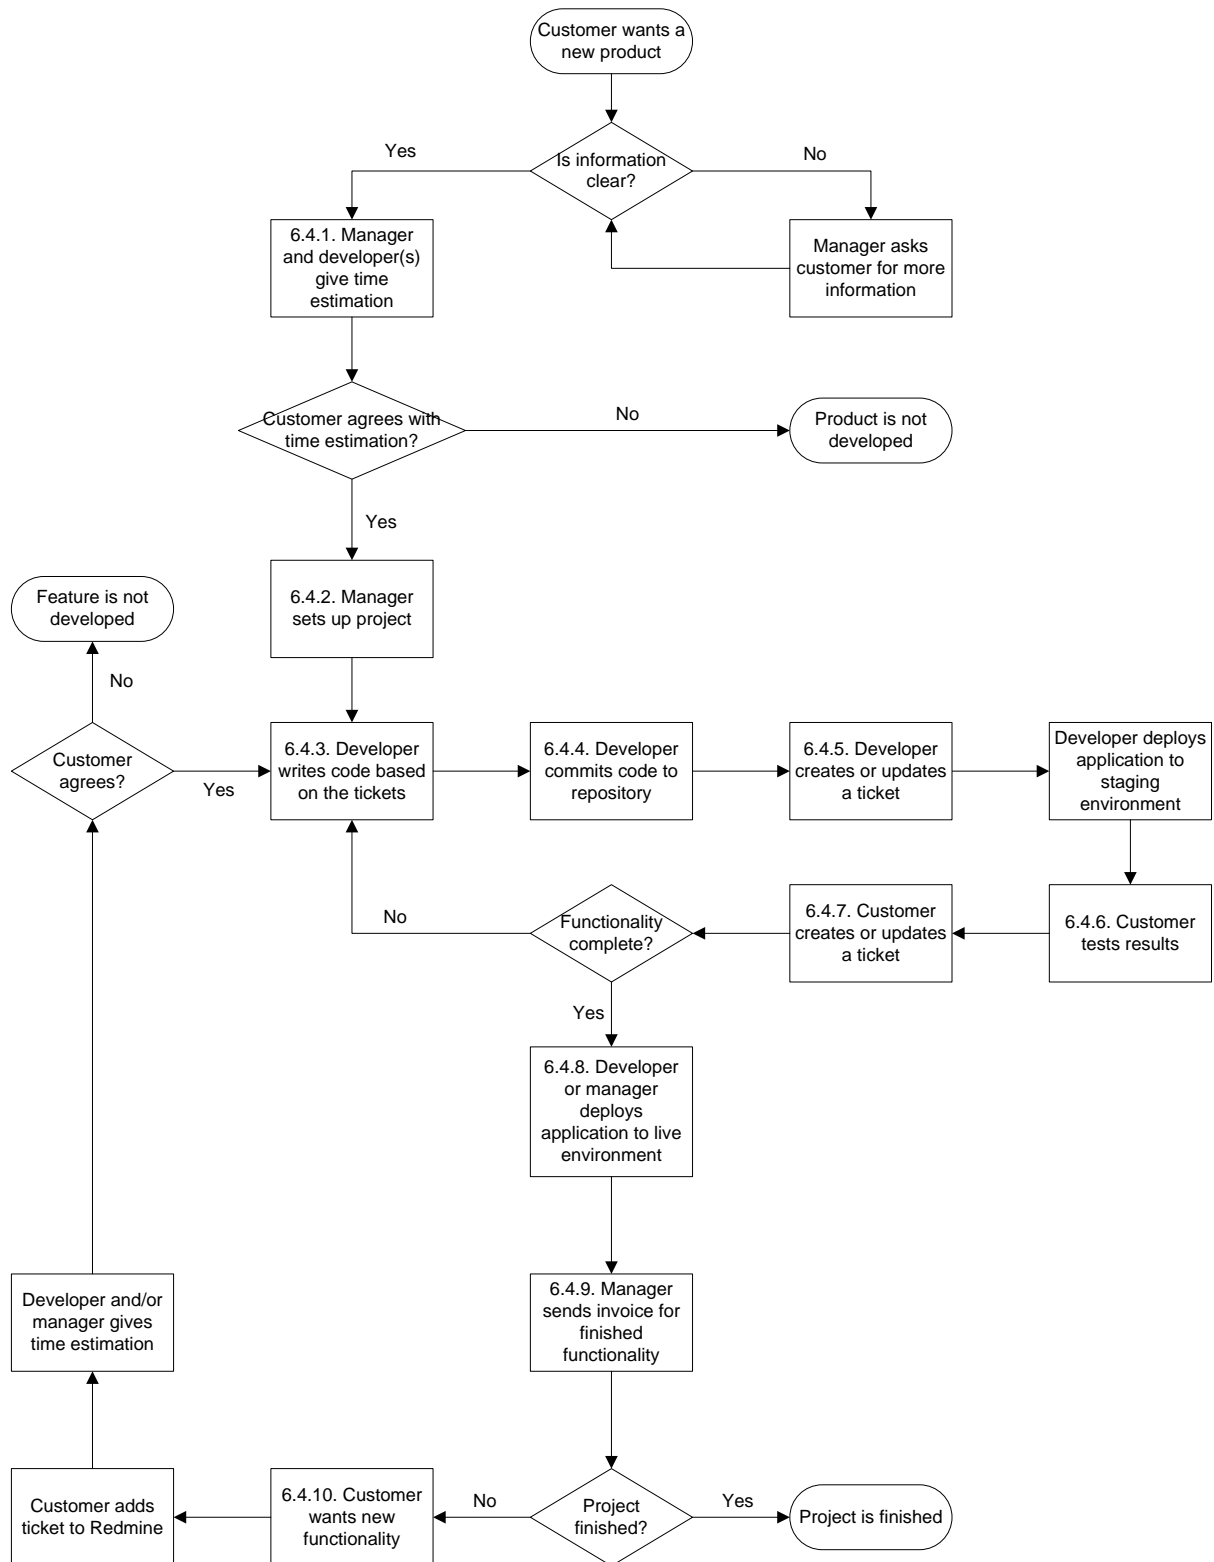 Customer wants a
new product
Is information
clear?
Yes
No
6.4.1. Manager
and developer(s)
give time
estimation
Manager asks
customer for more
information
Customer agrees with
time estimation?
No
Product is not
developed
Yes
6.4.2. Manager
sets up project
Feature is not
developed
No
Customer
agrees?
Yes
6.4.3. Developer
writes code based
on the tickets
6.4.4. Developer
commits code to
repository
6.4.5. Developer
creates or updates
a ticket
Developer deploys
application to
staging
environment
No
Functionality
complete?
6.4.7. Customer
creates or updates
a ticket
6.4.6. Customer
tests results
Yes
6.4.8. Developer
or manager
deploys
application to live
environment
Developer and/or
manager gives
time estimation
6.4.9. Manager
sends invoice for
finished
functionality
Customer adds
ticket to Redmine
6.4.10. Customer
wants new
functionality
No
Project
finished?
Yes
Project is finished